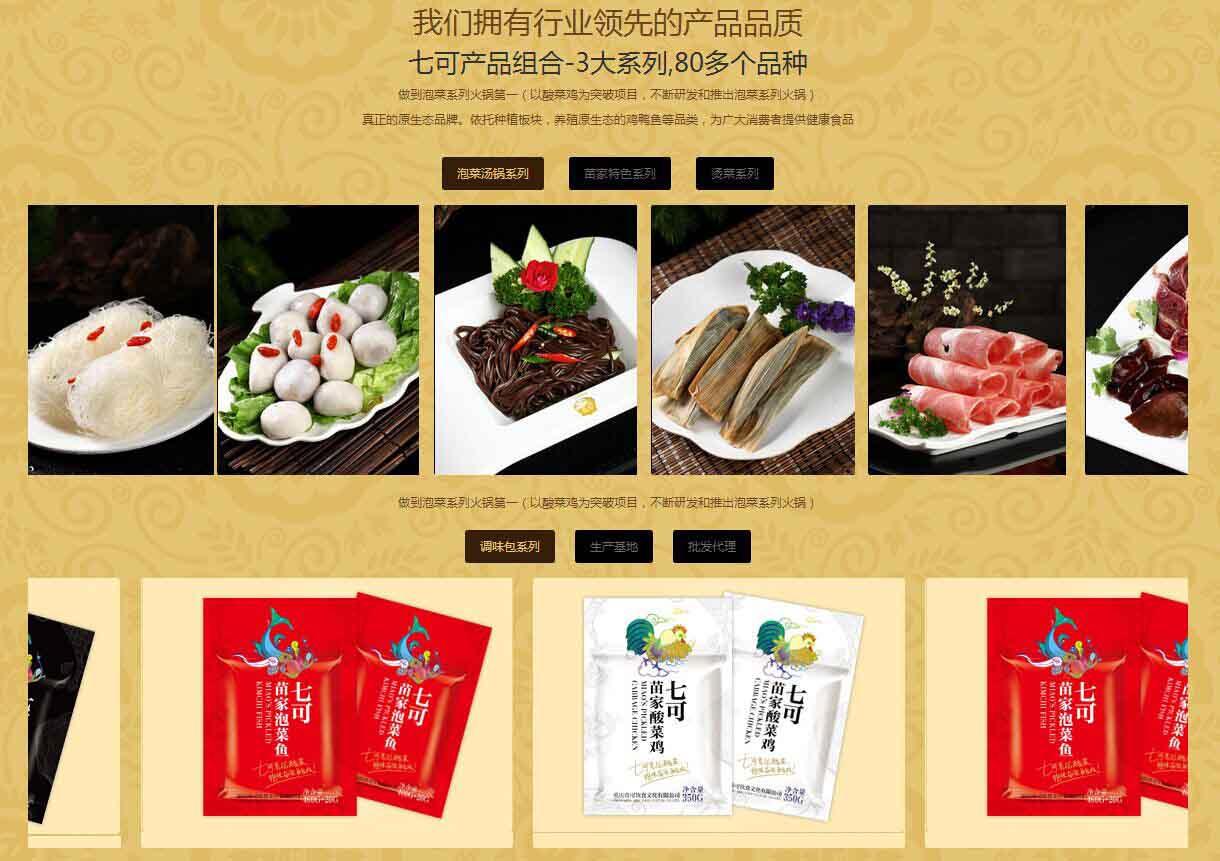 我们拥有行业领先的产品品质
七可产品组合-3大系列,80多个品种
做到泡菜系列火锅第一(以酸菜鸡为突破项目,不断研发和推出泡菜系列火锅)
真正的原生态品牌。依托种植板块,养殖原生态的鸡鸭鱼等品类,为广大消费者提供健康食品
泡菜汤锅系列
苗家特色系列
烫菜系列
做到泡菜系列火锅第一(以酸菜鸡为突破项目,不断研发和推出泡菜系列火锅)
调味包系列
生产基地
批发代理
七可
苗家泡菜鱼
MIAO'S PICKLED
KIMCHI FISH
七可
苗家泡菜鱼
MIAO'S PICKLED
KIMCHI FISH
七可
苗家酸菜鸡
MIAO'S PICKLED
CABBAGE CHICKEN
净含量
350G
七可
苗家酸菜鸡
MIAO'S PICKLED
CABBAGE CHICKEN
净含量
350G
七可
苗家泡菜鱼
MIAO'S PICKLED
KIMCHI FISH